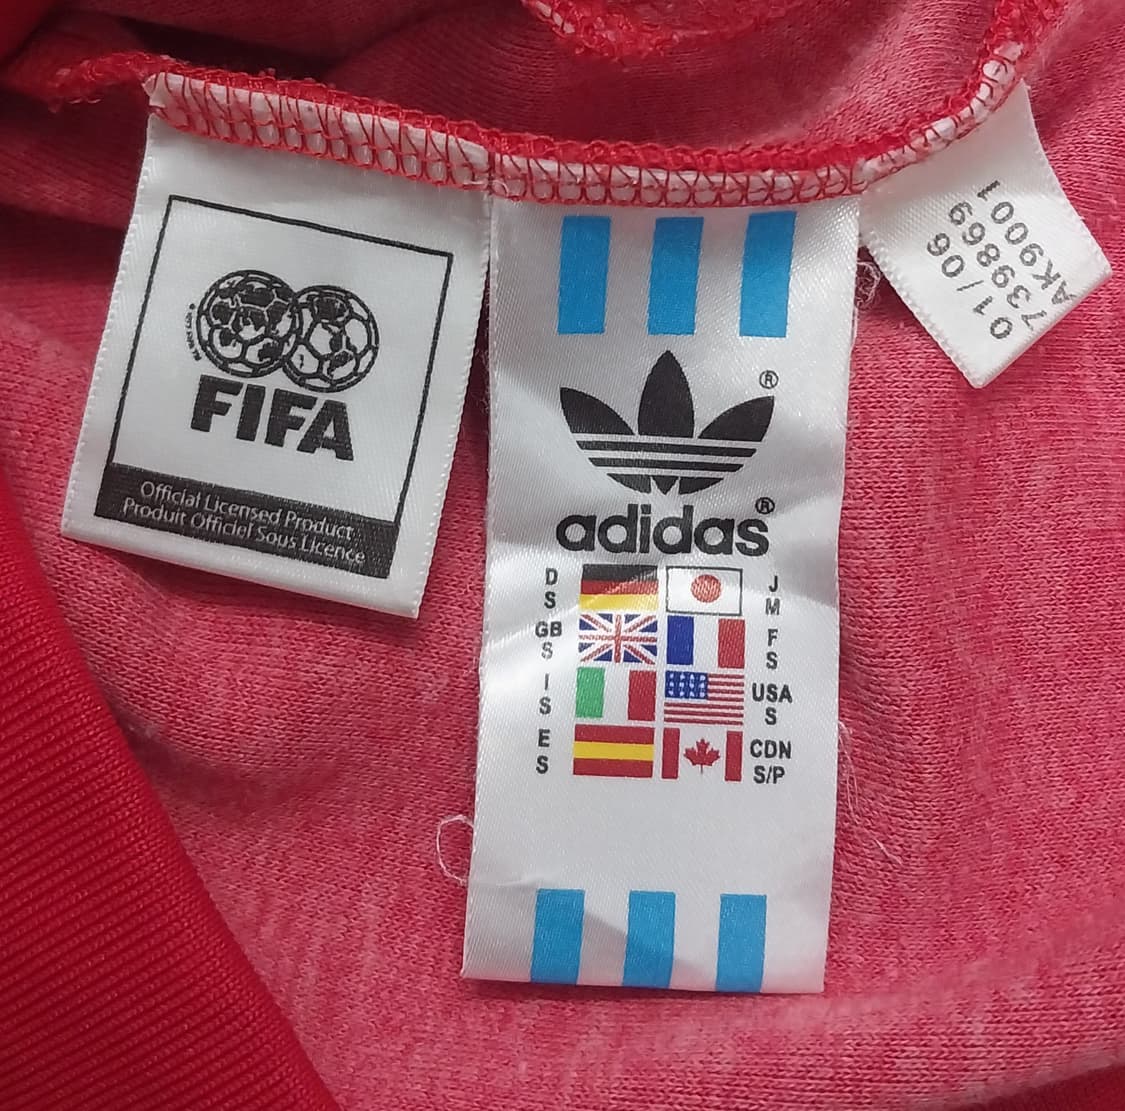 FIFA
Official Licensed Product
Produit Officiel Sous Licence
®
adidas®
D
S
J
M
GB
S
F
S
I
S
USA
S
E
S
CDN
S/P
01/06
739869
AK9001